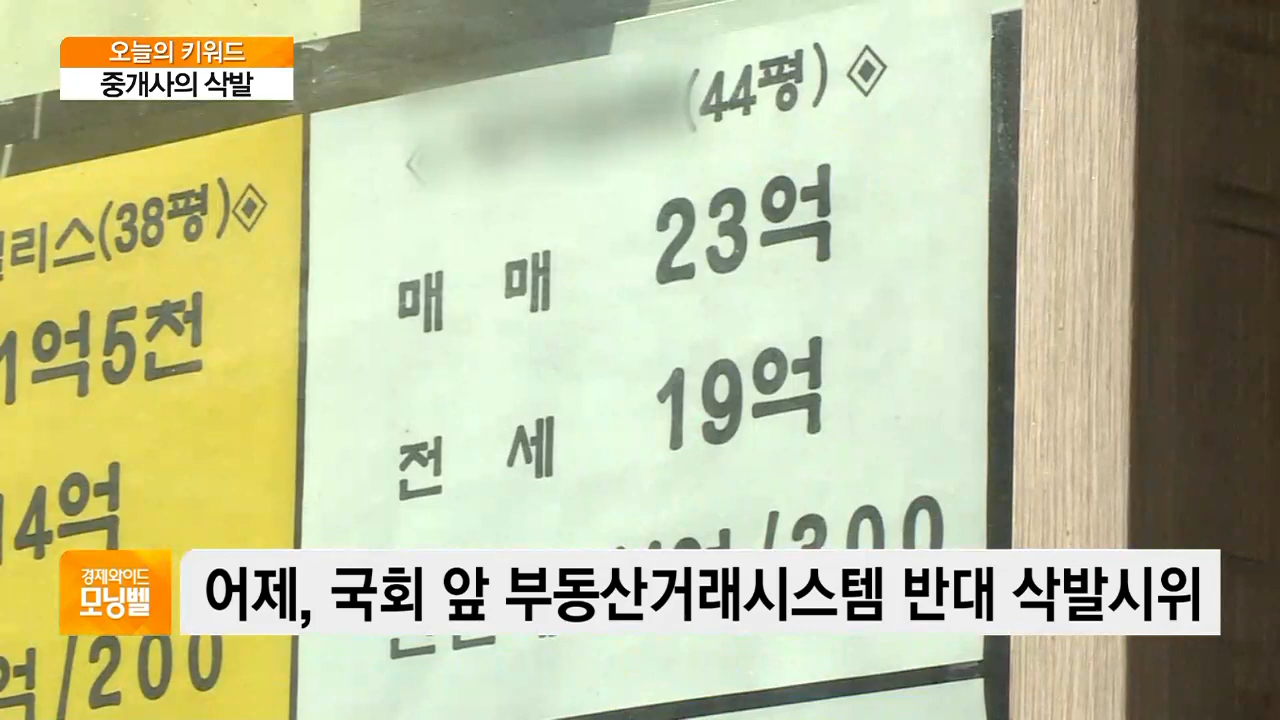 오늘의 키워드
중개사의 삭발
(44평)
리스(38평)
매 매 23억
1억5천
전 세 19억
14억
/300
경제와이드
모닝벨
어제, 국회 앞 부동산거래시스템 반대 삭발시위
억/200